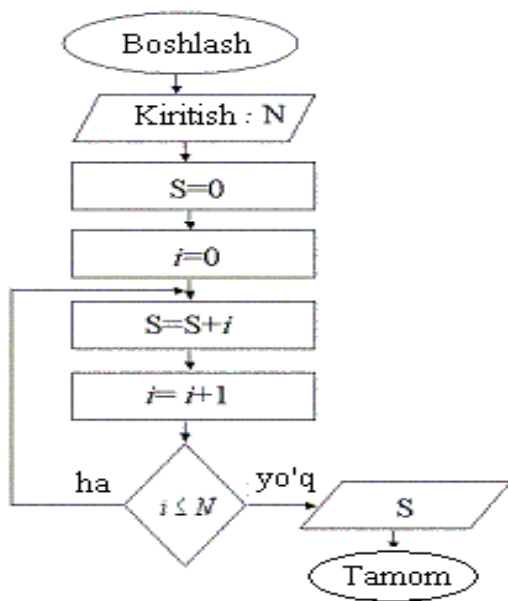 Boshlash
Kiritish : N
S=0
i=0
S=S+i
i= i+1
ha
i ≤ N
yo'q
S
Tamom